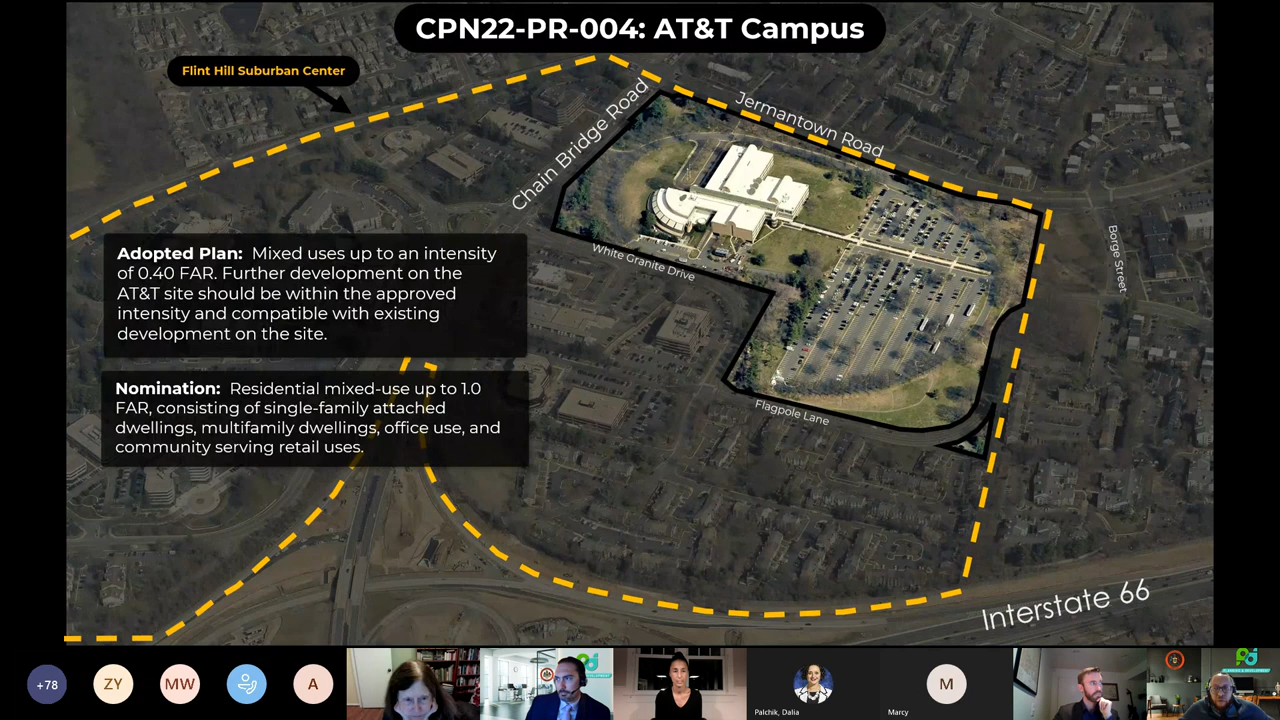 CPN22-PR-004: AT&T Campus
Flint Hill Suburban Center
Chain Bridge Road
Jermantown Road
Borge Street
White Granite Drive
Flagpole Lane
Interstate 66
Adopted Plan: Mixed uses up to an intensity
of 0.40 FAR. Further development on the
AT&T site should be within the approved
intensity and compatible with existing
development on the site.
Nomination: Residential mixed-use up to 1.0
FAR, consisting of single-family attached
dwellings, multifamily dwellings, office use, and
community serving retail uses.
+78
ZY
MW
A
Palchik, Dalia
M
Marcy